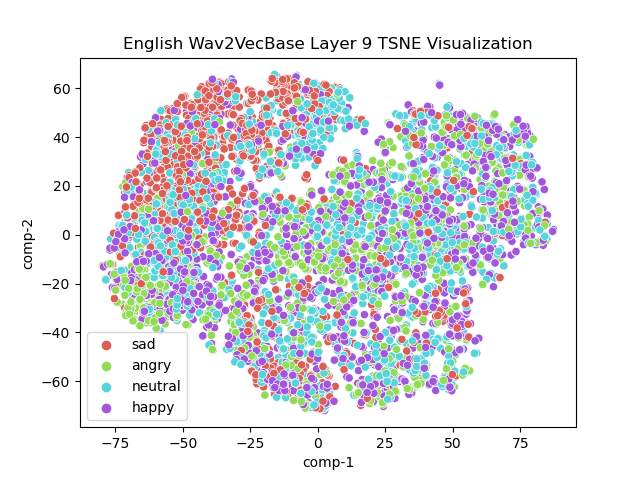 English Wav2VecBase Layer 9 TSNE Visualization
60
40
20
0
−20
−40
−60
comp-2
sad
angry
neutral
happy
−75
−50
−25
0
25
50
75
comp-1